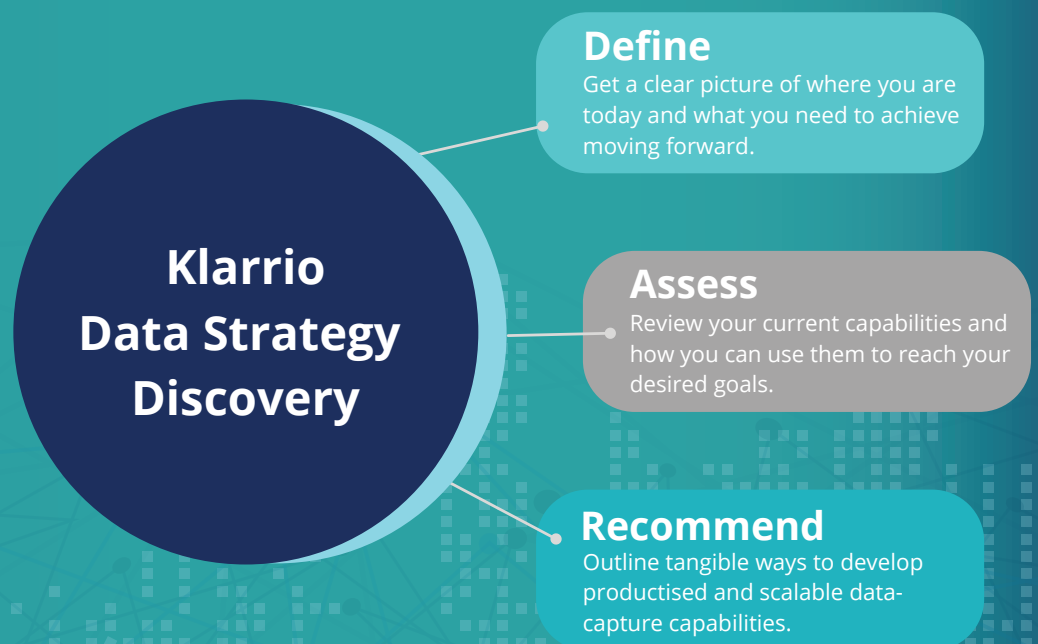 Klarrio
Data Strategy
Discovery
Define
Get a clear picture of where you are
today and what you need to achieve
moving forward.
Assess
Review your current capabilities and
how you can use them to reach your
desired goals.
Recommend
Outline tangible ways to develop
productised and scalable data-
capture capabilities.